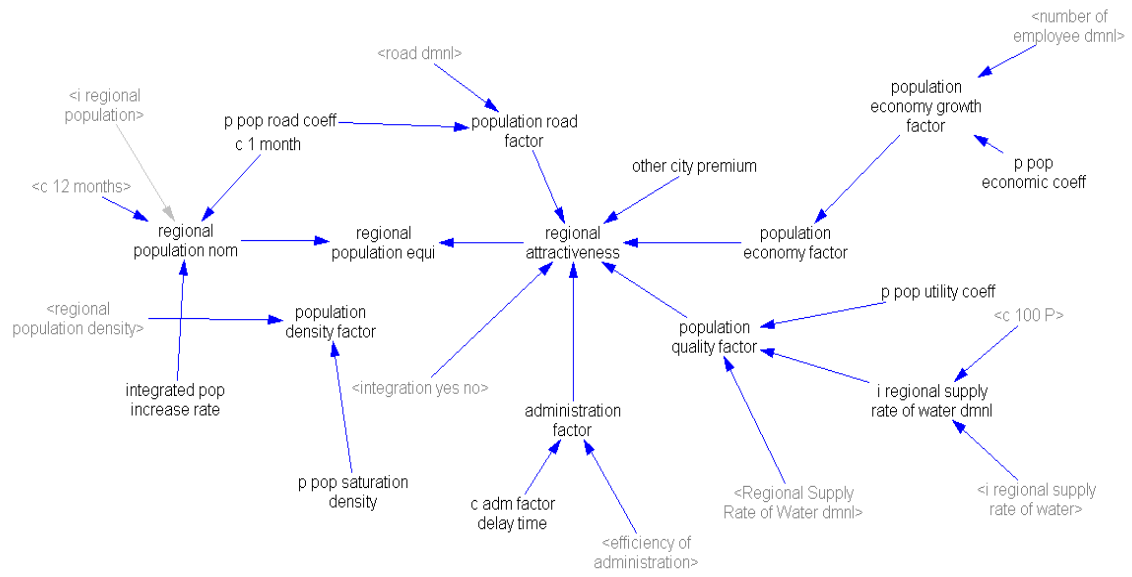 <number of
employee dmnl>
<road dmnl>
population
economy growth
factor
<i regional
population>
p pop road coeff
c 1 month
population road
factor
other city premium
p pop
economic coeff
<c 12 months>
regional
population nom
regional
population equi
regional
attractiveness
population
economy factor
p pop utility coeff
<c 100 P>
<regional
population density>
population
density factor
population
quality factor
integrated pop
increase rate
<integration yes no>
i regional supply
rate of water dmnl
administration
factor
p pop saturation
density
c adm factor
delay time
<Regional Supply
Rate of Water dmnl>
<i regional supply
rate of water>
<efficiency of
administration>